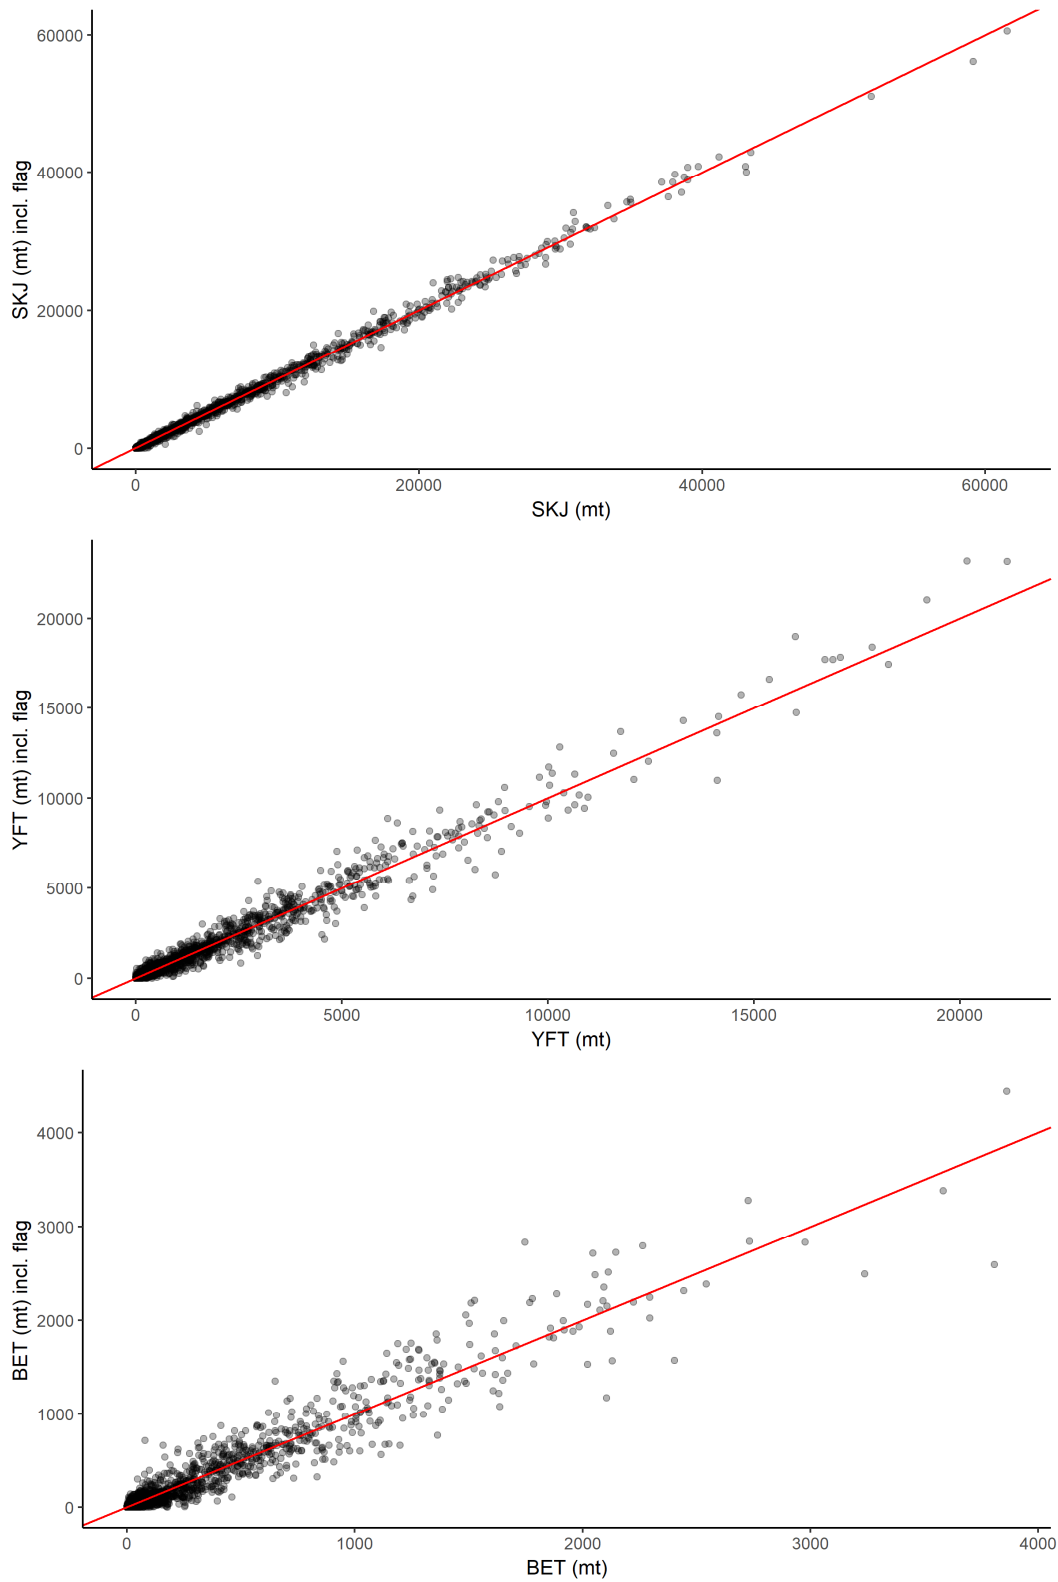 SKJ (mt) incl. flag
60000
40000
20000
0
0 20000 40000 60000
SKJ (mt)
YFT (mt) incl. flag
20000
15000
10000
5000
0
0 5000 10000 15000 20000
YFT (mt)
BET (mt) incl. flag
4000
3000
2000
1000
0
0 1000 2000 3000 4000
BET (mt)